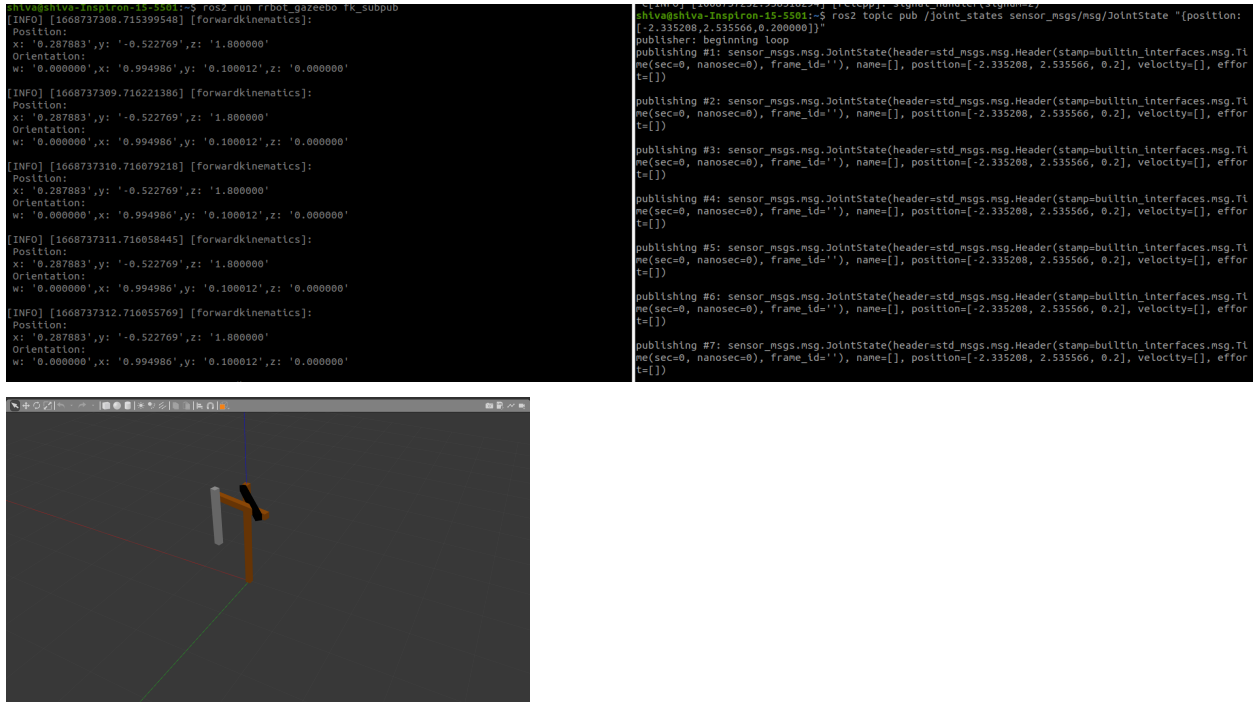 shiva@shiva-Inspiron-15-5501:~$ ros2 run rrbot_gazeebo fk_subpub
[INFO] [1668737308.715399548] [forwardkinematics]:
Position:
x: '0.287883',y: '-0.522769',z: '1.800000'
Orientation:
w: '0.000000',x: '0.994986',y: '0.100012',z: '0.000000'
[INFO] [1668737309.716221386] [forwardkinematics]:
Position:
x: '0.287883',y: '-0.522769',z: '1.800000'
Orientation:
w: '0.000000',x: '0.994986',y: '0.100012',z: '0.000000'
[INFO] [1668737310.716079218] [forwardkinematics]:
Position:
x: '0.287883',y: '-0.522769',z: '1.800000'
Orientation:
w: '0.000000',x: '0.994986',y: '0.100012',z: '0.000000'
[INFO] [1668737311.716058445] [forwardkinematics]:
Position:
x: '0.287883',y: '-0.522769',z: '1.800000'
Orientation:
w: '0.000000',x: '0.994986',y: '0.100012',z: '0.000000'
[INFO] [1668737312.716055769] [forwardkinematics]:
Position:
x: '0.287883',y: '-0.522769',z: '1.800000'
Orientation:
w: '0.000000',x: '0.994986',y: '0.100012',z: '0.000000'
shiva@shiva-Inspiron-15-5501:~$ ros2 topic pub /joint_states sensor_msgs/msg/JointState "{position:
[-2.335208,2.535566,0.200000]}"
publisher: beginning loop
publishing #1: sensor_msgs.msg.JointState(header=std_msgs.msg.Header(stamp=builtin_interfaces.msg.Ti
me(sec=0, nanosec=0), frame_id=''), name=[], position=[-2.335208, 2.535566, 0.2], velocity=[], effor
t=[])
publishing #2: sensor_msgs.msg.JointState(header=std_msgs.msg.Header(stamp=builtin_interfaces.msg.Ti
me(sec=0, nanosec=0), frame_id=''), name=[], position=[-2.335208, 2.535566, 0.2], velocity=[], effor
t=[])
publishing #3: sensor_msgs.msg.JointState(header=std_msgs.msg.Header(stamp=builtin_interfaces.msg.Ti
me(sec=0, nanosec=0), frame_id=''), name=[], position=[-2.335208, 2.535566, 0.2], velocity=[], effor
t=[])
publishing #4: sensor_msgs.msg.JointState(header=std_msgs.msg.Header(stamp=builtin_interfaces.msg.Ti
me(sec=0, nanosec=0), frame_id=''), name=[], position=[-2.335208, 2.535566, 0.2], velocity=[], effor
t=[])
publishing #5: sensor_msgs.msg.JointState(header=std_msgs.msg.Header(stamp=builtin_interfaces.msg.Ti
me(sec=0, nanosec=0), frame_id=''), name=[], position=[-2.335208, 2.535566, 0.2], velocity=[], effor
t=[])
publishing #6: sensor_msgs.msg.JointState(header=std_msgs.msg.Header(stamp=builtin_interfaces.msg.Ti
me(sec=0, nanosec=0), frame_id=''), name=[], position=[-2.335208, 2.535566, 0.2], velocity=[], effor
t=[])
publishing #7: sensor_msgs.msg.JointState(header=std_msgs.msg.Header(stamp=builtin_interfaces.msg.Ti
me(sec=0, nanosec=0), frame_id=''), name=[], position=[-2.335208, 2.535566, 0.2], velocity=[], effor
t=[])